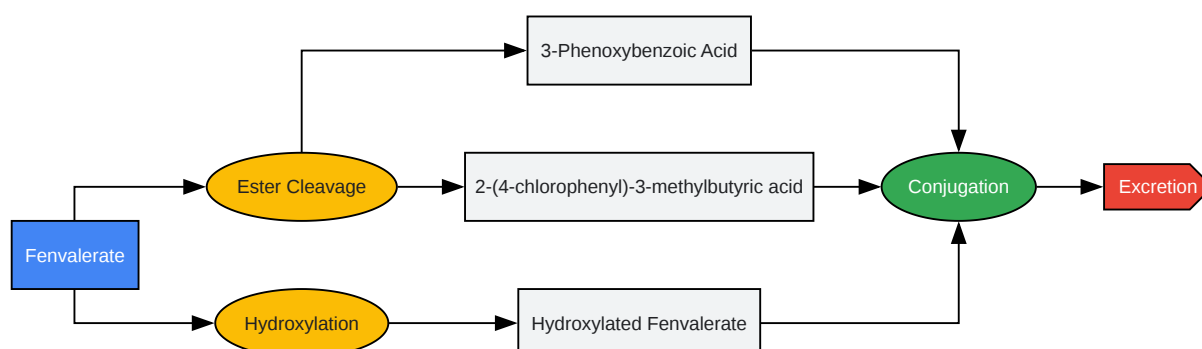 3-Phenoxybenzoic Acid
Ester Cleavage
2-(4-chlorophenyl)-3-methylbutyric acid
Conjugation
Excretion
Fenvalerate
Hydroxylation
Hydroxylated Fenvalerate